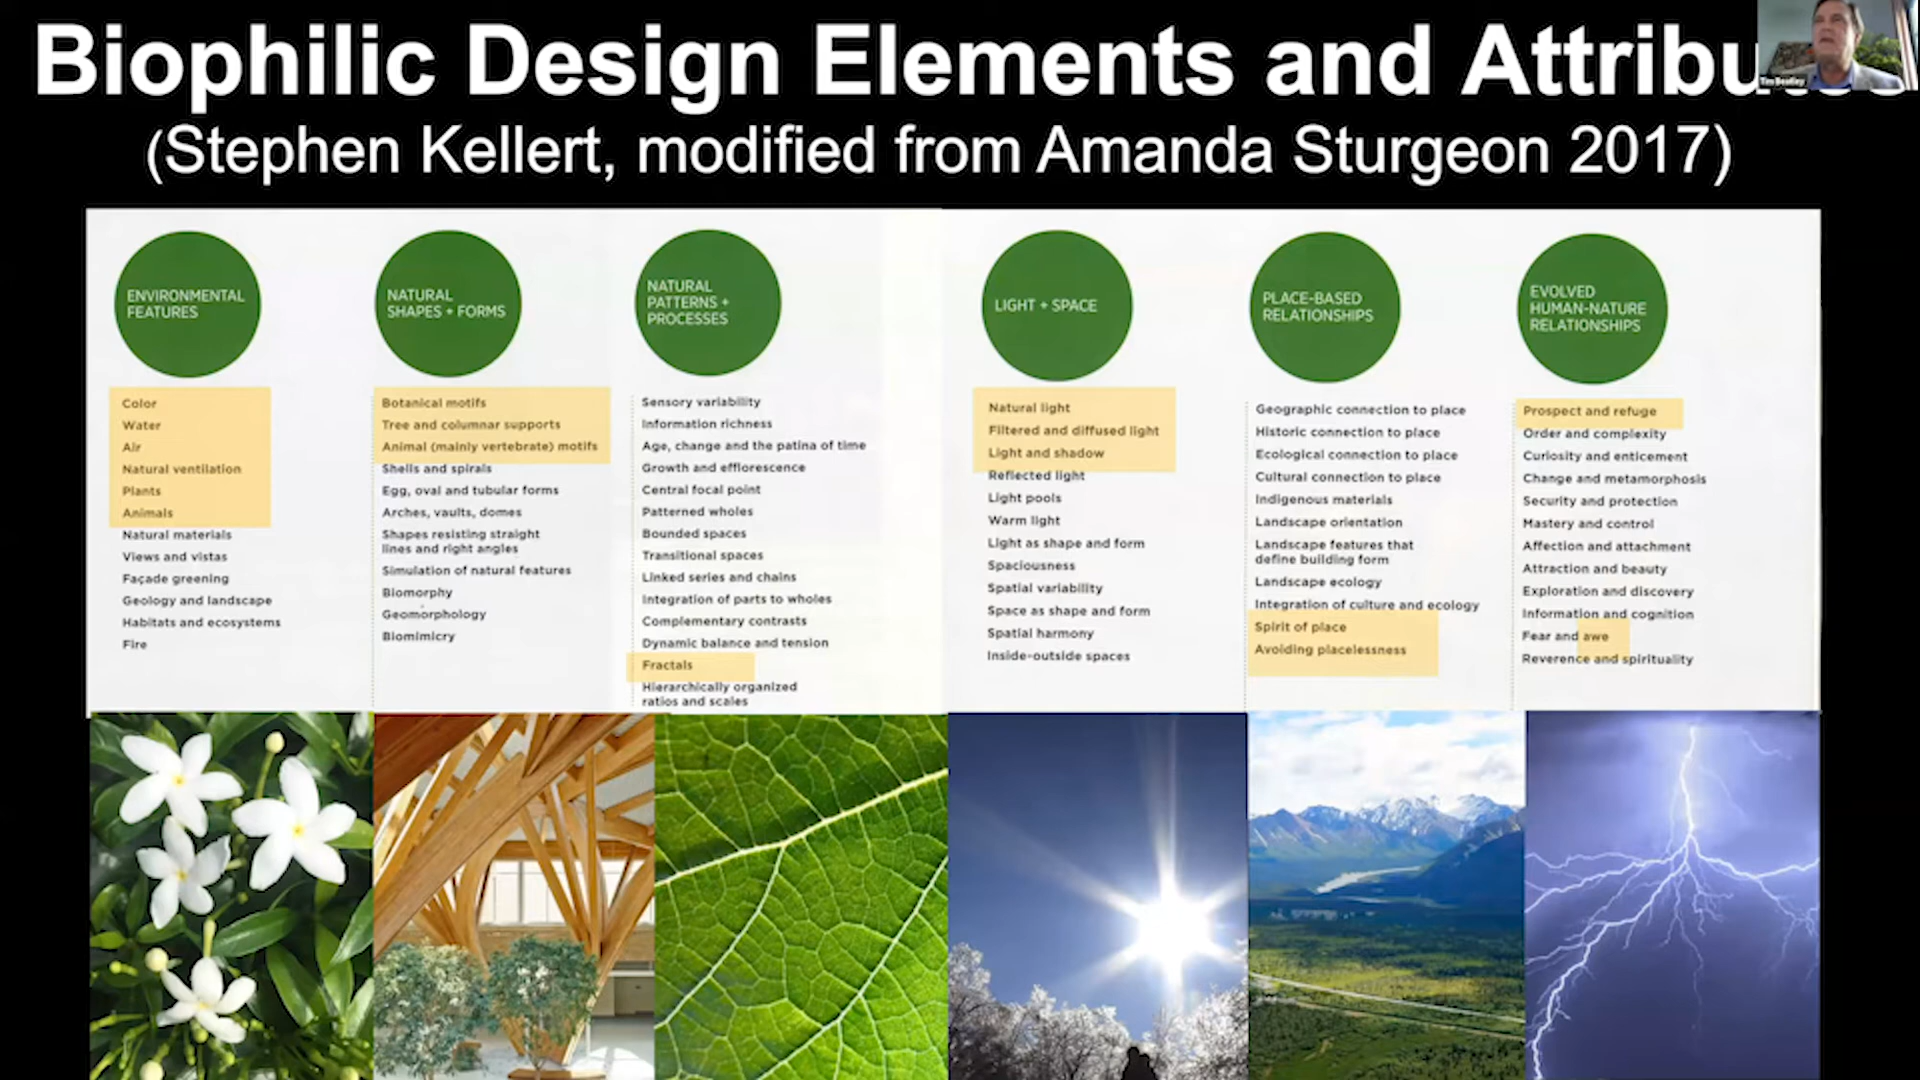 Biophilic Design Elements and Attribu
(Stephen Kellert, modified from Amanda Sturgeon 2017)
Tim Beatley
ENVIRONMENTAL
FEATURES
Color
Water
Air
Natural ventilation
Plants
Animals
Natural materials
Views and vistas
Façade greening
Geology and landscape
Habitats and ecosystems
Fire
NATURAL
SHAPES + FORMS
Botanical motifs
Tree and columnar supports
Animal (mainly vertebrate) motifs
Shells and spirals
Egg, oval and tubular forms
Arches, vaults, domes
Shapes resisting straight
lines and right angles
Simulation of natural features
Biomorphy
Geomorphology
Biomimicry
NATURAL
PATTERNS +
PROCESSES
Sensory variability
Information richness
Age, change and the patina of time
Growth and efflorescence
Central focal point
Patterned wholes
Bounded spaces
Transitional spaces
Linked series and chains
Integration of parts to wholes
Complementary contrasts
Dynamic balance and tension
Fractals
Hierarchically organized
ratios and scales
LIGHT + SPACE
Natural light
Filtered and diffused light
Light and shadow
Reflected light
Light pools
Warm light
Light as shape and form
Spaciousness
Spatial variability
Space as shape and form
Spatial harmony
Inside-outside spaces
PLACE-BASED
RELATIONSHIPS
Geographic connection to place
Historic connection to place
Ecological connection to place
Cultural connection to place
Indigenous materials
Landscape orientation
Landscape features that
define building form
Landscape ecology
Integration of culture and ecology
Spirit of place
Avoiding placelessness
EVOLVED
HUMAN-NATURE
RELATIONSHIPS
Prospect and refuge
Order and complexity
Curiosity and enticement
Change and metamorphosis
Security and protection
Mastery and control
Affection and attachment
Attraction and beauty
Exploration and discovery
Information and cognition
Fear and awe
Reverence and spirituality